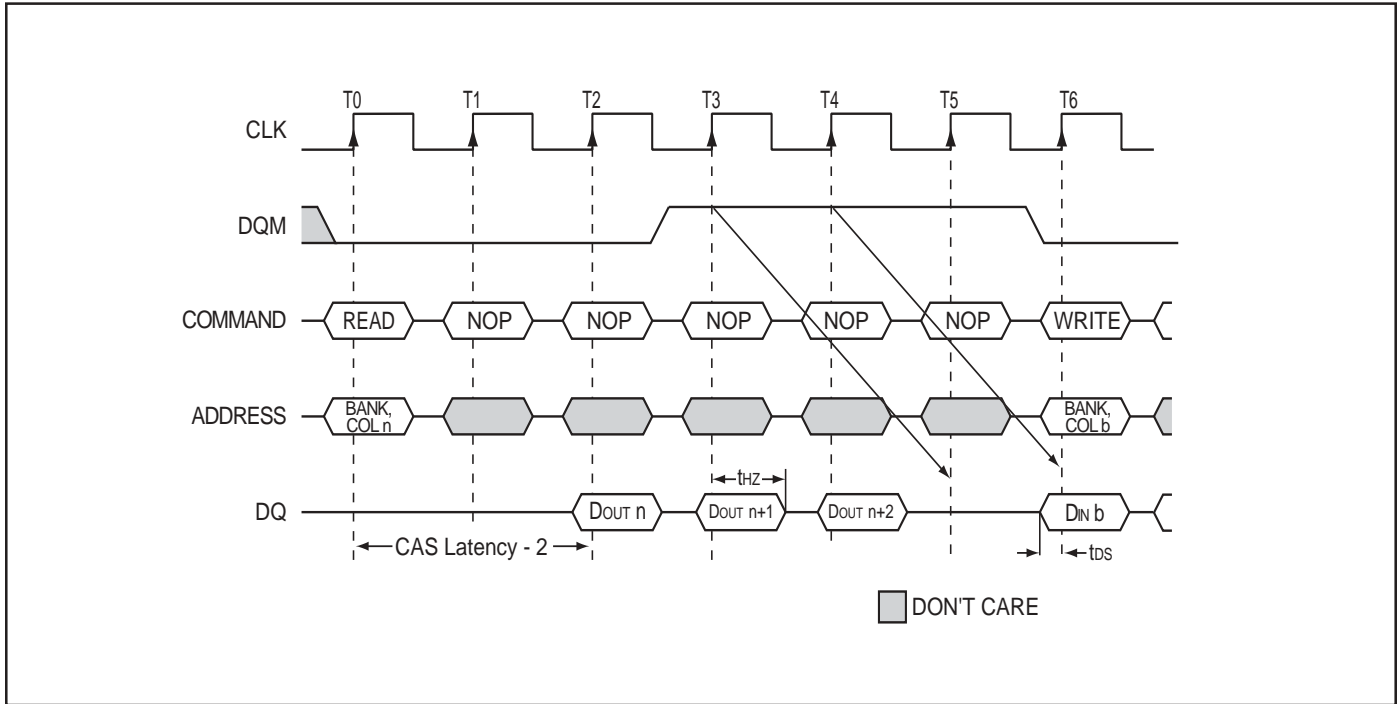 T0 T1 T2 T3 T4 T5 T6
CLK
DQM
COMMAND READ NOP NOP NOP NOP NOP WRITE
ADDRESS BANK, COL n BANK, COL b
tHZ
DQ DOUT n DOUT n+1 DOUT n+2 DIN b
CAS Latency - 2 tDS
DON'T CARE